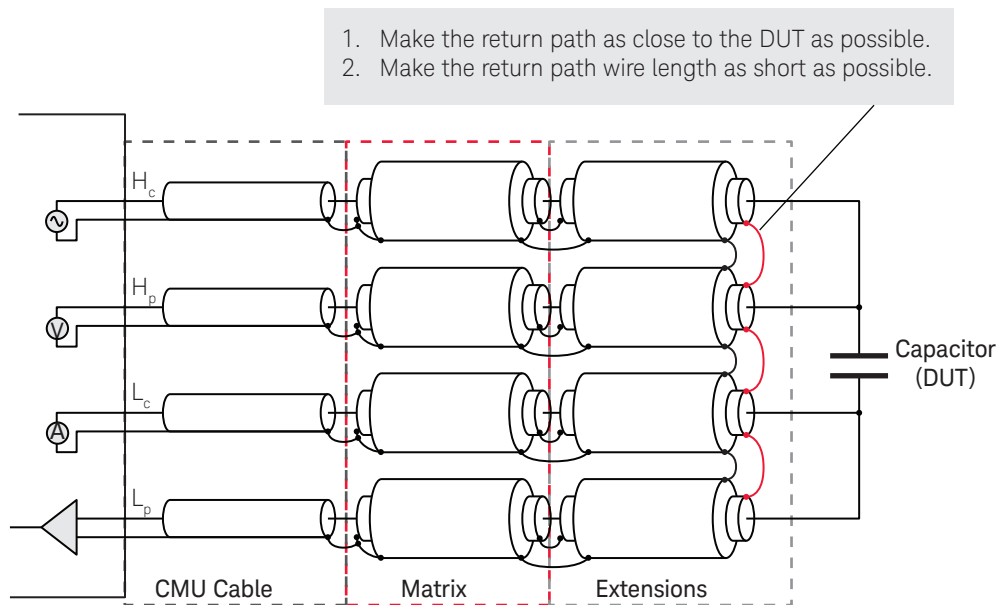 1. Make the return path as close to the DUT as possible.
2. Make the return path wire length as short as possible.
Hc
Hp
V
Lc
A
Lp
Capacitor
(DUT)
CMU Cable
Matrix
Extensions